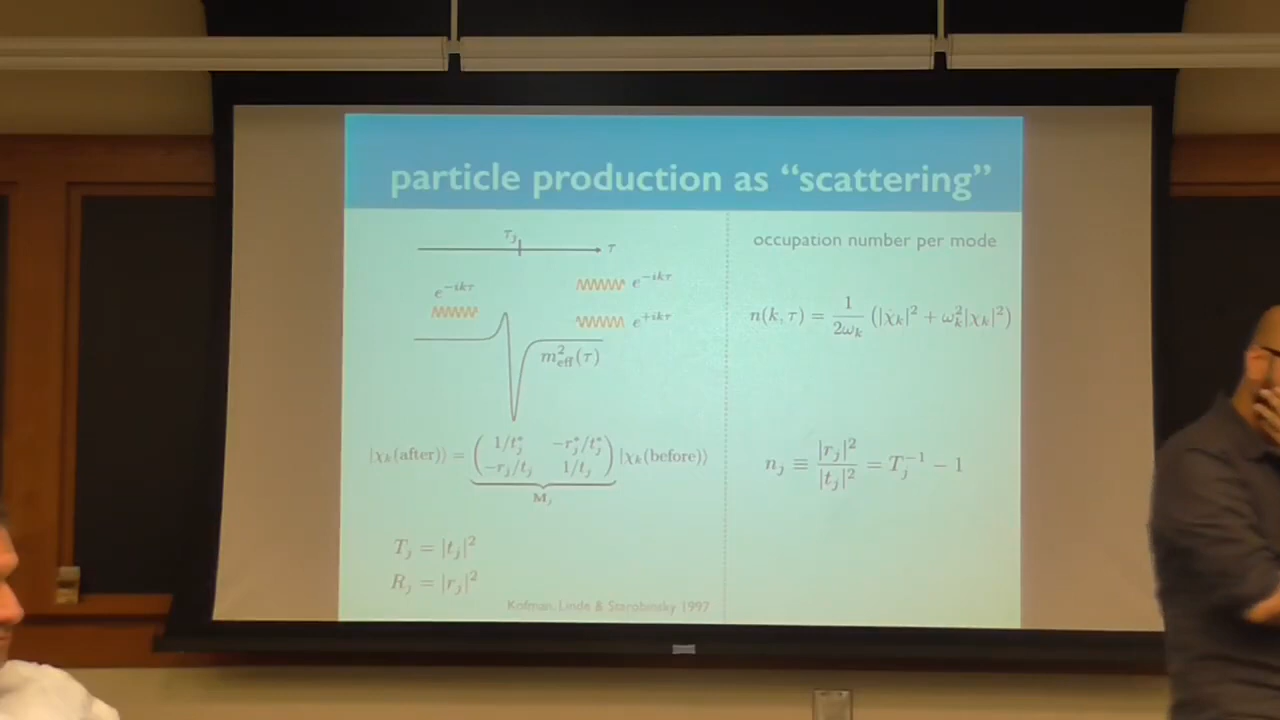 particle production as “scattering”
τⱼ
τ
e^{-ikτ}
e^{-ikτ}
e^{+ikτ}
m²_eff(τ)
|χₖ(after)⟩ = ( 1/tⱼ* −rⱼ*/tⱼ* ) |χₖ(before)⟩
( −rⱼ/tⱼ 1/tⱼ )
Mⱼ
Tⱼ = |tⱼ|²
Rⱼ = |rⱼ|²
Kofman, Linde & Starobinsky 1997
occupation number per mode
n(k, τ) = 1/(2ωₖ) (|χ̇ₖ|² + ωₖ²|χₖ|²)
nⱼ ≡ |rⱼ|²/|tⱼ|² = Tⱼ⁻¹ − 1